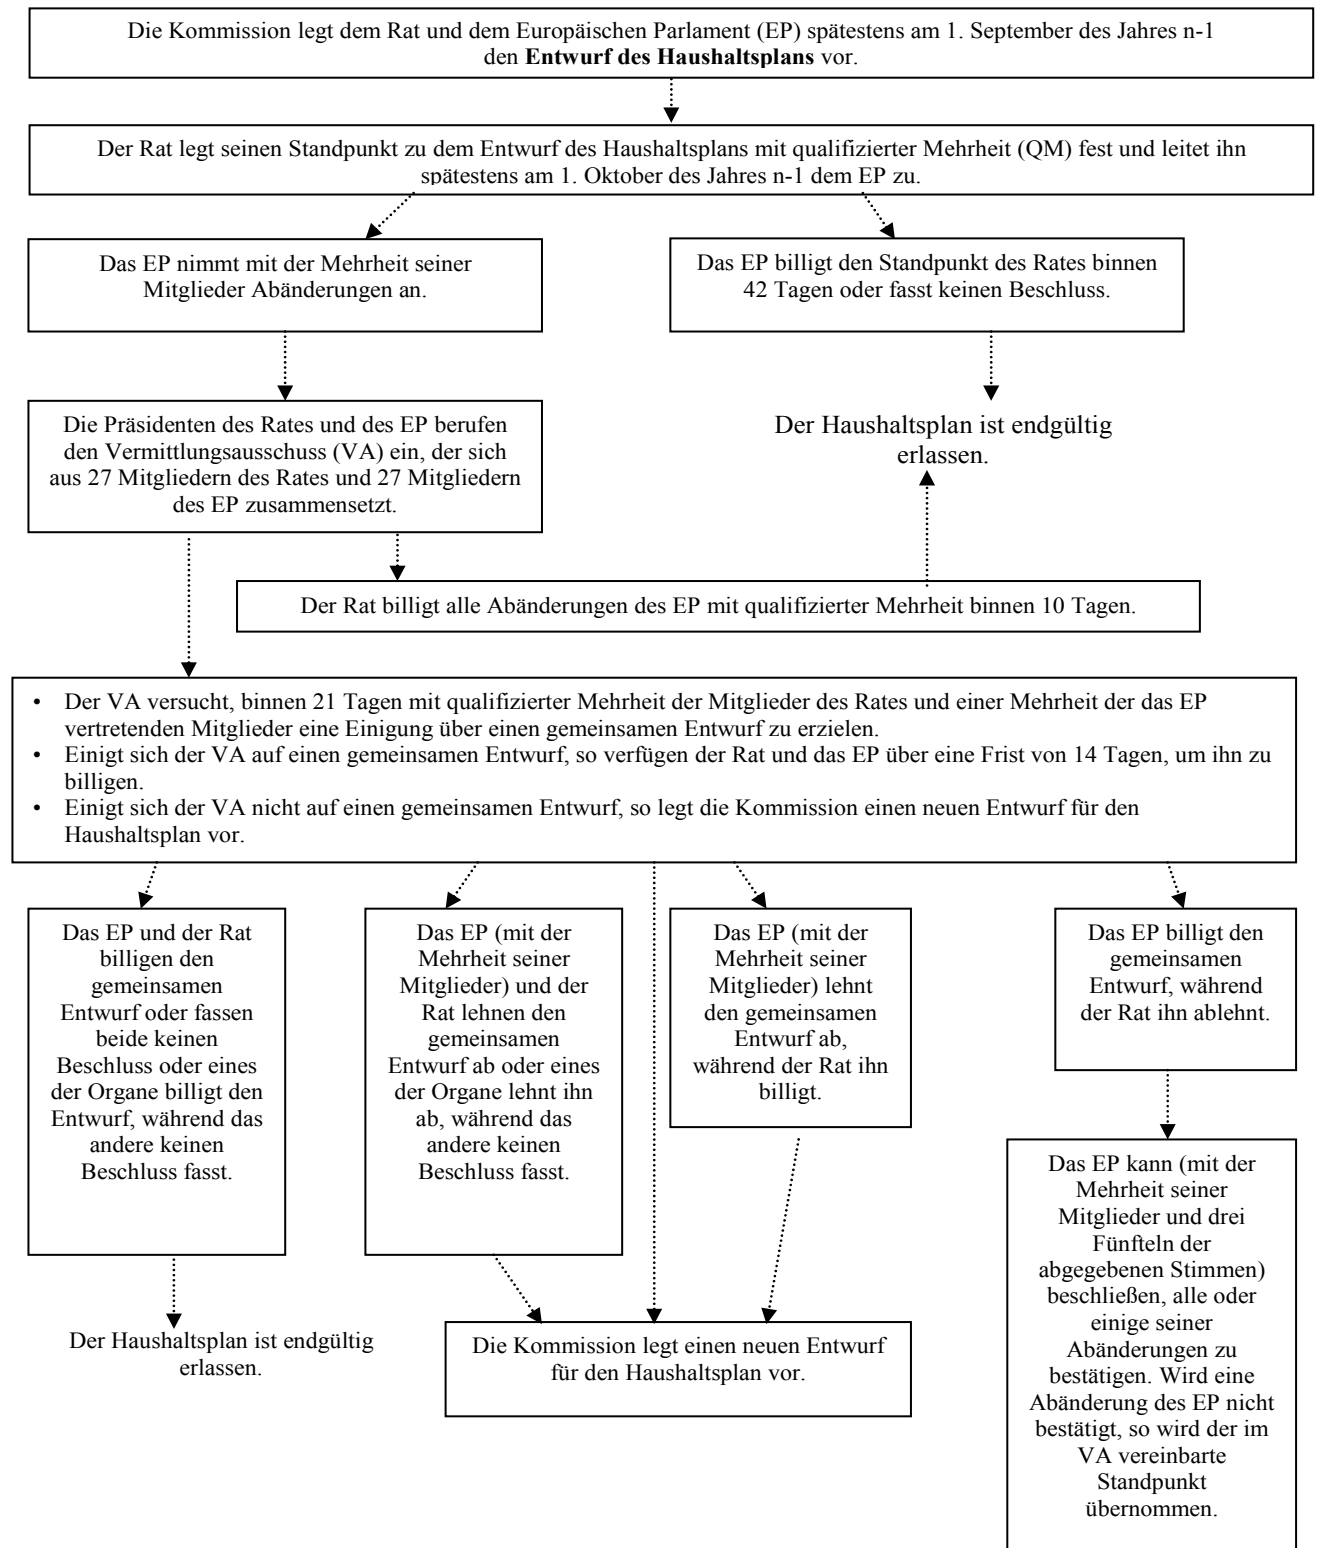 Die Kommission legt dem Rat und dem Europäischen Parlament (EP) spätestens am 1. September des Jahres n-1
den Entwurf des Haushaltsplans vor.
Der Rat legt seinen Standpunkt zu dem Entwurf des Haushaltsplans mit qualifizierter Mehrheit (QM) fest und leitet ihn
spätestens am 1. Oktober des Jahres n-1 dem EP zu.
Das EP nimmt mit der Mehrheit seiner
Mitglieder Abänderungen an.
Das EP billigt den Standpunkt des Rates binnen
42 Tagen oder fasst keinen Beschluss.
Die Präsidenten des Rates und des EP berufen
den Vermittlungsausschuss (VA) ein, der sich
aus 27 Mitgliedern des Rates und 27 Mitgliedern
des EP zusammensetzt.
Der Haushaltsplan ist endgültig
erlassen.
Der Rat billigt alle Abänderungen des EP mit qualifizierter Mehrheit binnen 10 Tagen.
• Der VA versucht, binnen 21 Tagen mit qualifizierter Mehrheit der Mitglieder des Rates und einer Mehrheit der das EP
vertretenden Mitglieder eine Einigung über einen gemeinsamen Entwurf zu erzielen.
• Einigt sich der VA auf einen gemeinsamen Entwurf, so verfügen der Rat und das EP über eine Frist von 14 Tagen, um ihn zu
billigen.
• Einigt sich der VA nicht auf einen gemeinsamen Entwurf, so legt die Kommission einen neuen Entwurf für den
Haushaltsplan vor.
Das EP und der Rat
billigen den
gemeinsamen
Entwurf oder fassen
beide keinen
Beschluss oder eines
der Organe billigt den
Entwurf, während das
andere keinen
Beschluss fasst.
Das EP (mit der
Mehrheit seiner
Mitglieder) und der
Rat lehnen den
gemeinsamen
Entwurf ab oder eines
der Organe lehnt ihn
ab, während das
andere keinen
Beschluss fasst.
Das EP (mit der
Mehrheit seiner
Mitglieder) lehnt
den gemeinsamen
Entwurf ab,
während der Rat ihn
billigt.
Das EP billigt den
gemeinsamen
Entwurf, während
der Rat ihn ablehnt.
Das EP kann (mit der
Mehrheit seiner
Mitglieder und drei
Fünfteln der
abgegebenen Stimmen)
beschließen, alle oder
einige seiner
Abänderungen zu
bestätigen. Wird eine
Abänderung des EP nicht
bestätigt, so wird der im
VA vereinbarte
Standpunkt
übernommen.
Der Haushaltsplan ist endgültig
erlassen.
Die Kommission legt einen neuen Entwurf
für den Haushaltsplan vor.